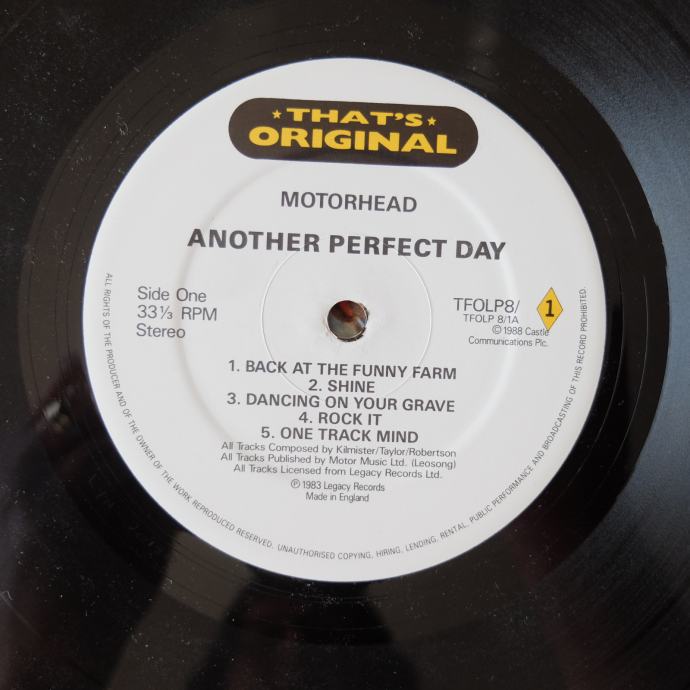 ★THAT'S★
ORIGINAL
MOTORHEAD
ANOTHER PERFECT DAY
Side One
33⅓ RPM
Stereo
TFOLP8/ 1
TFOLP 8/1A
© 1988 Castle
Communications Plc.
1. BACK AT THE FUNNY FARM
2. SHINE
3. DANCING ON YOUR GRAVE
4. ROCK IT
5. ONE TRACK MIND
All Tracks Composed by Kilmister/Taylor/Robertson
All Tracks Published by Motor Music Ltd. (Leosong)
All Tracks Licensed from Legacy Records Ltd.
℗ 1983 Legacy Records
Made in England
ALL RIGHTS OF THE PRODUCER AND OF THE OWNER OF THE WORK REPRODUCED RESERVED. UNAUTHORISED COPYING, HIRING, LENDING, RENTAL, PUBLIC PERFORMANCE AND BROADCASTING OF THIS RECORD PROHIBITED.